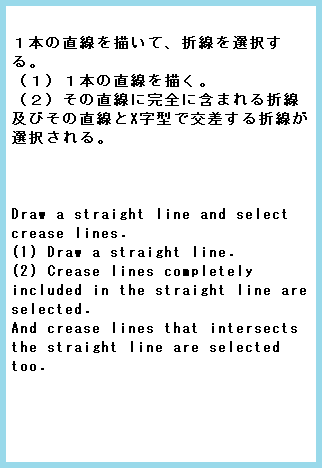 １本の直線を描いて、折線を選択す
る。
（１）１本の直線を描く。
（２）その直線に完全に含まれる折線
及びその直線とX字型で交差する折線が
選択される。
Draw a straight line and select
crease lines.
(1) Draw a straight line.
(2) Crease lines completely
included in the straight line are
selected.
And crease lines that intersects
the straight line are selected
too.